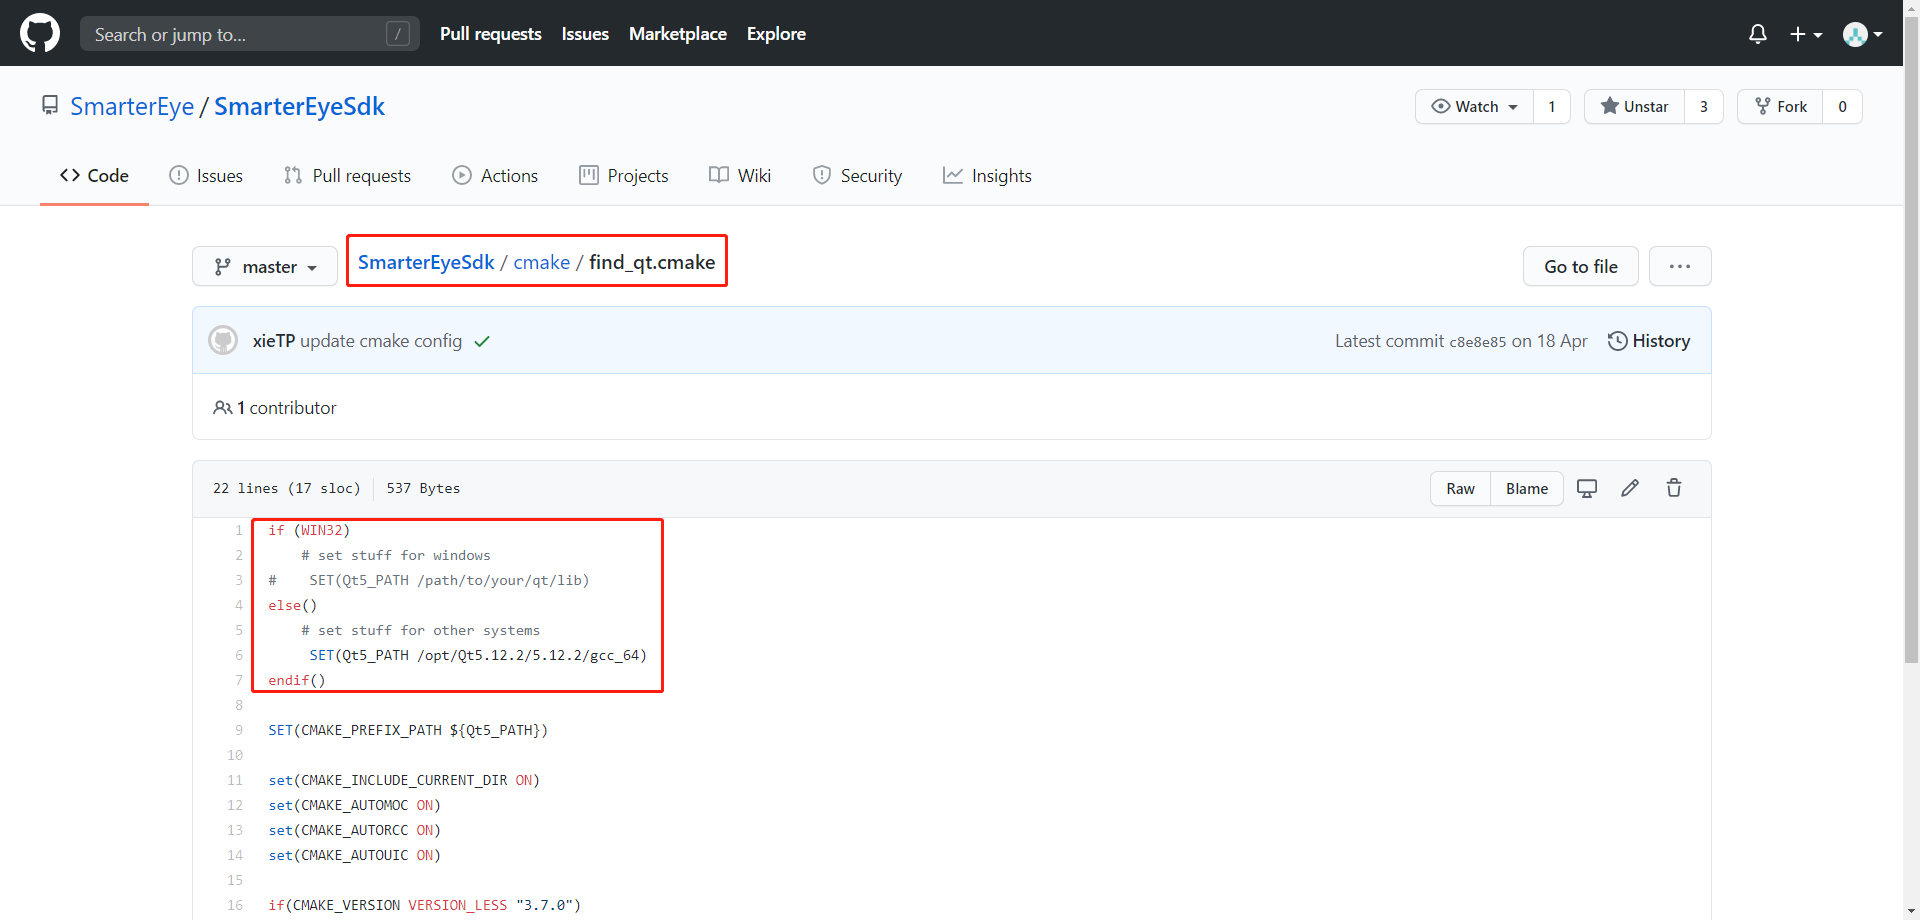 Search or jump to... / Pull requests Issues Marketplace Explore
SmarterEye / SmarterEyeSdk Watch 1 Unstar 3 Fork 0
Code Issues Pull requests Actions Projects Wiki Security Insights
master SmarterEyeSdk / cmake / find_qt.cmake Go to file ...
xieTP update cmake config Latest commit c8e8e85 on 18 Apr History
1 contributor
22 lines (17 sloc) 537 Bytes Raw Blame
1 if (WIN32)
2     # set stuff for windows
3 #    SET(Qt5_PATH /path/to/your/qt/lib)
4 else()
5     # set stuff for other systems
6      SET(Qt5_PATH /opt/Qt5.12.2/5.12.2/gcc_64)
7 endif()
8
9 SET(CMAKE_PREFIX_PATH ${Qt5_PATH})
10
11 set(CMAKE_INCLUDE_CURRENT_DIR ON)
12 set(CMAKE_AUTOMOC ON)
13 set(CMAKE_AUTORCC ON)
14 set(CMAKE_AUTOUIC ON)
15
16 if(CMAKE_VERSION VERSION_LESS "3.7.0")